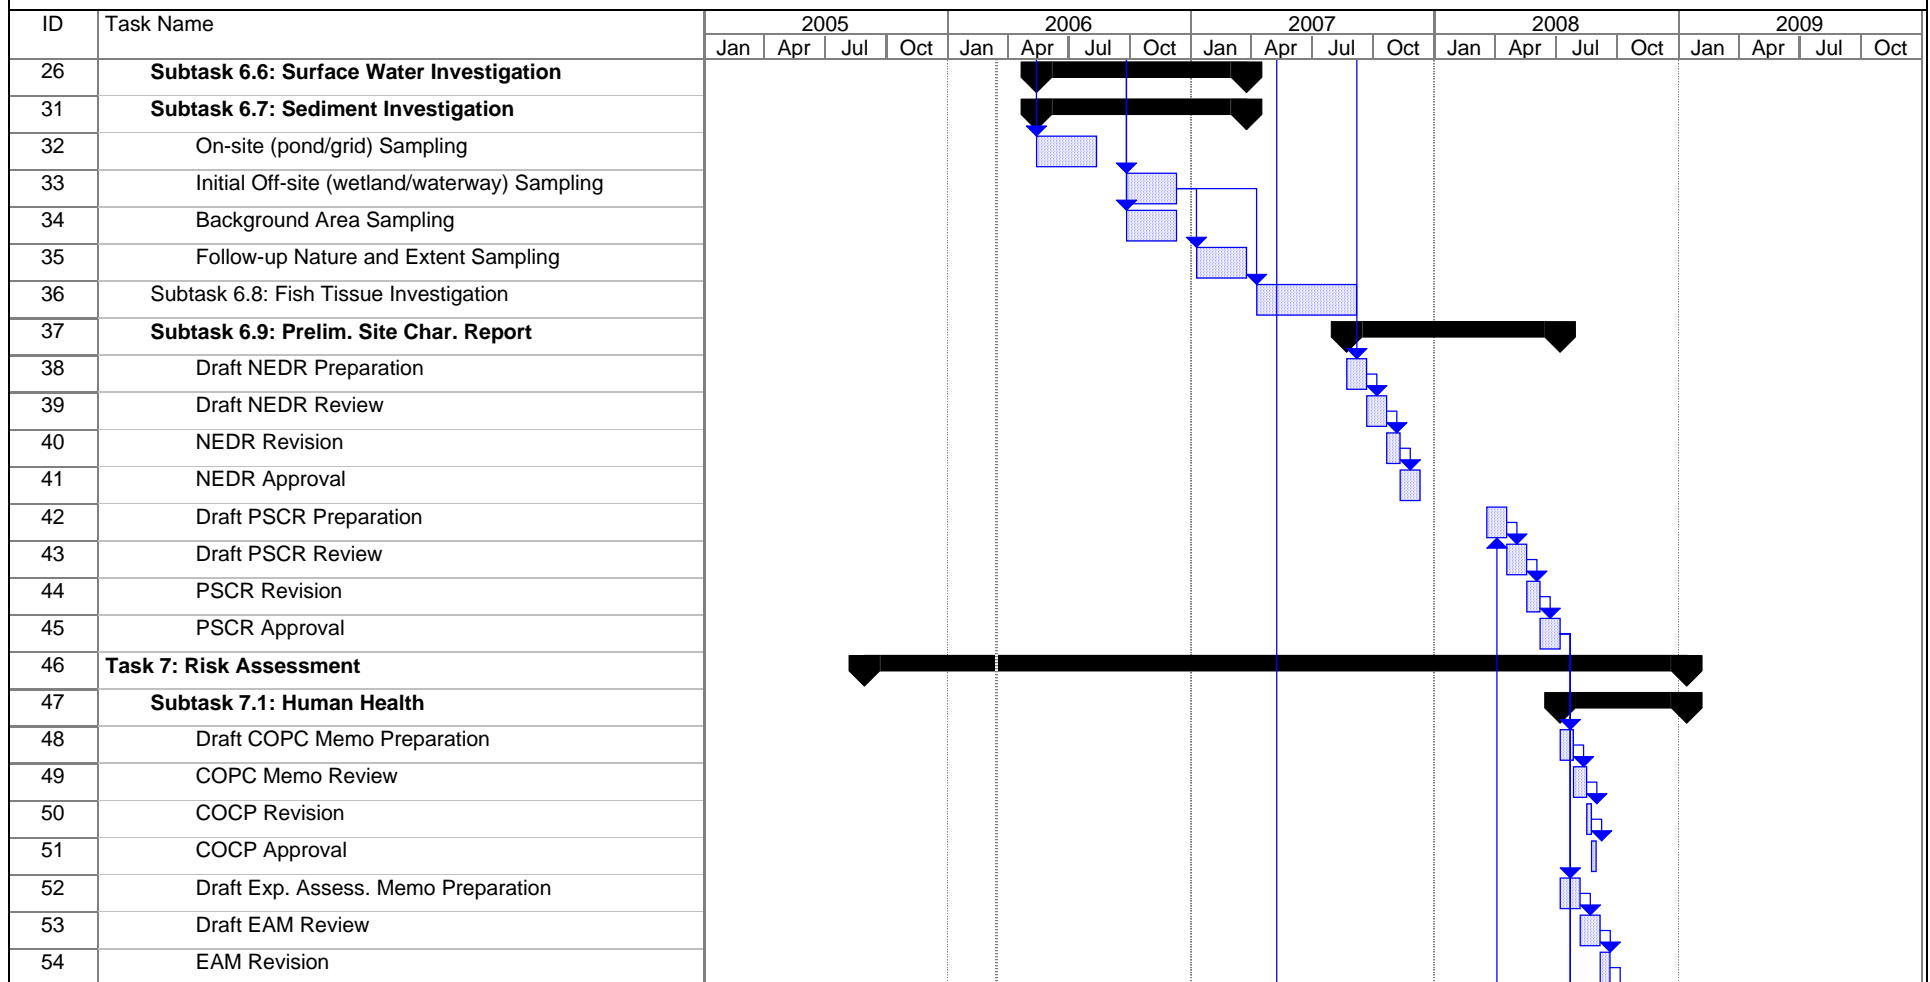 ID Task Name 2005 2006 2007 2008 2009
Jan Apr Jul Oct Jan Apr Jul Oct Jan Apr Jul Oct Jan Apr Jul Oct Jan Apr Jul Oct
26 Subtask 6.6: Surface Water Investigation
31 Subtask 6.7: Sediment Investigation
32 On-site (pond/grid) Sampling
33 Initial Off-site (wetland/waterway) Sampling
34 Background Area Sampling
35 Follow-up Nature and Extent Sampling
36 Subtask 6.8: Fish Tissue Investigation
37 Subtask 6.9: Prelim. Site Char. Report
38 Draft NEDR Preparation
39 Draft NEDR Review
40 NEDR Revision
41 NEDR Approval
42 Draft PSCR Preparation
43 Draft PSCR Review
44 PSCR Revision
45 PSCR Approval
46 Task 7: Risk Assessment
47 Subtask 7.1: Human Health
48 Draft COPC Memo Preparation
49 COPC Memo Review
50 COCP Revision
51 COCP Approval
52 Draft Exp. Assess. Memo Preparation
53 Draft EAM Review
54 EAM Revision